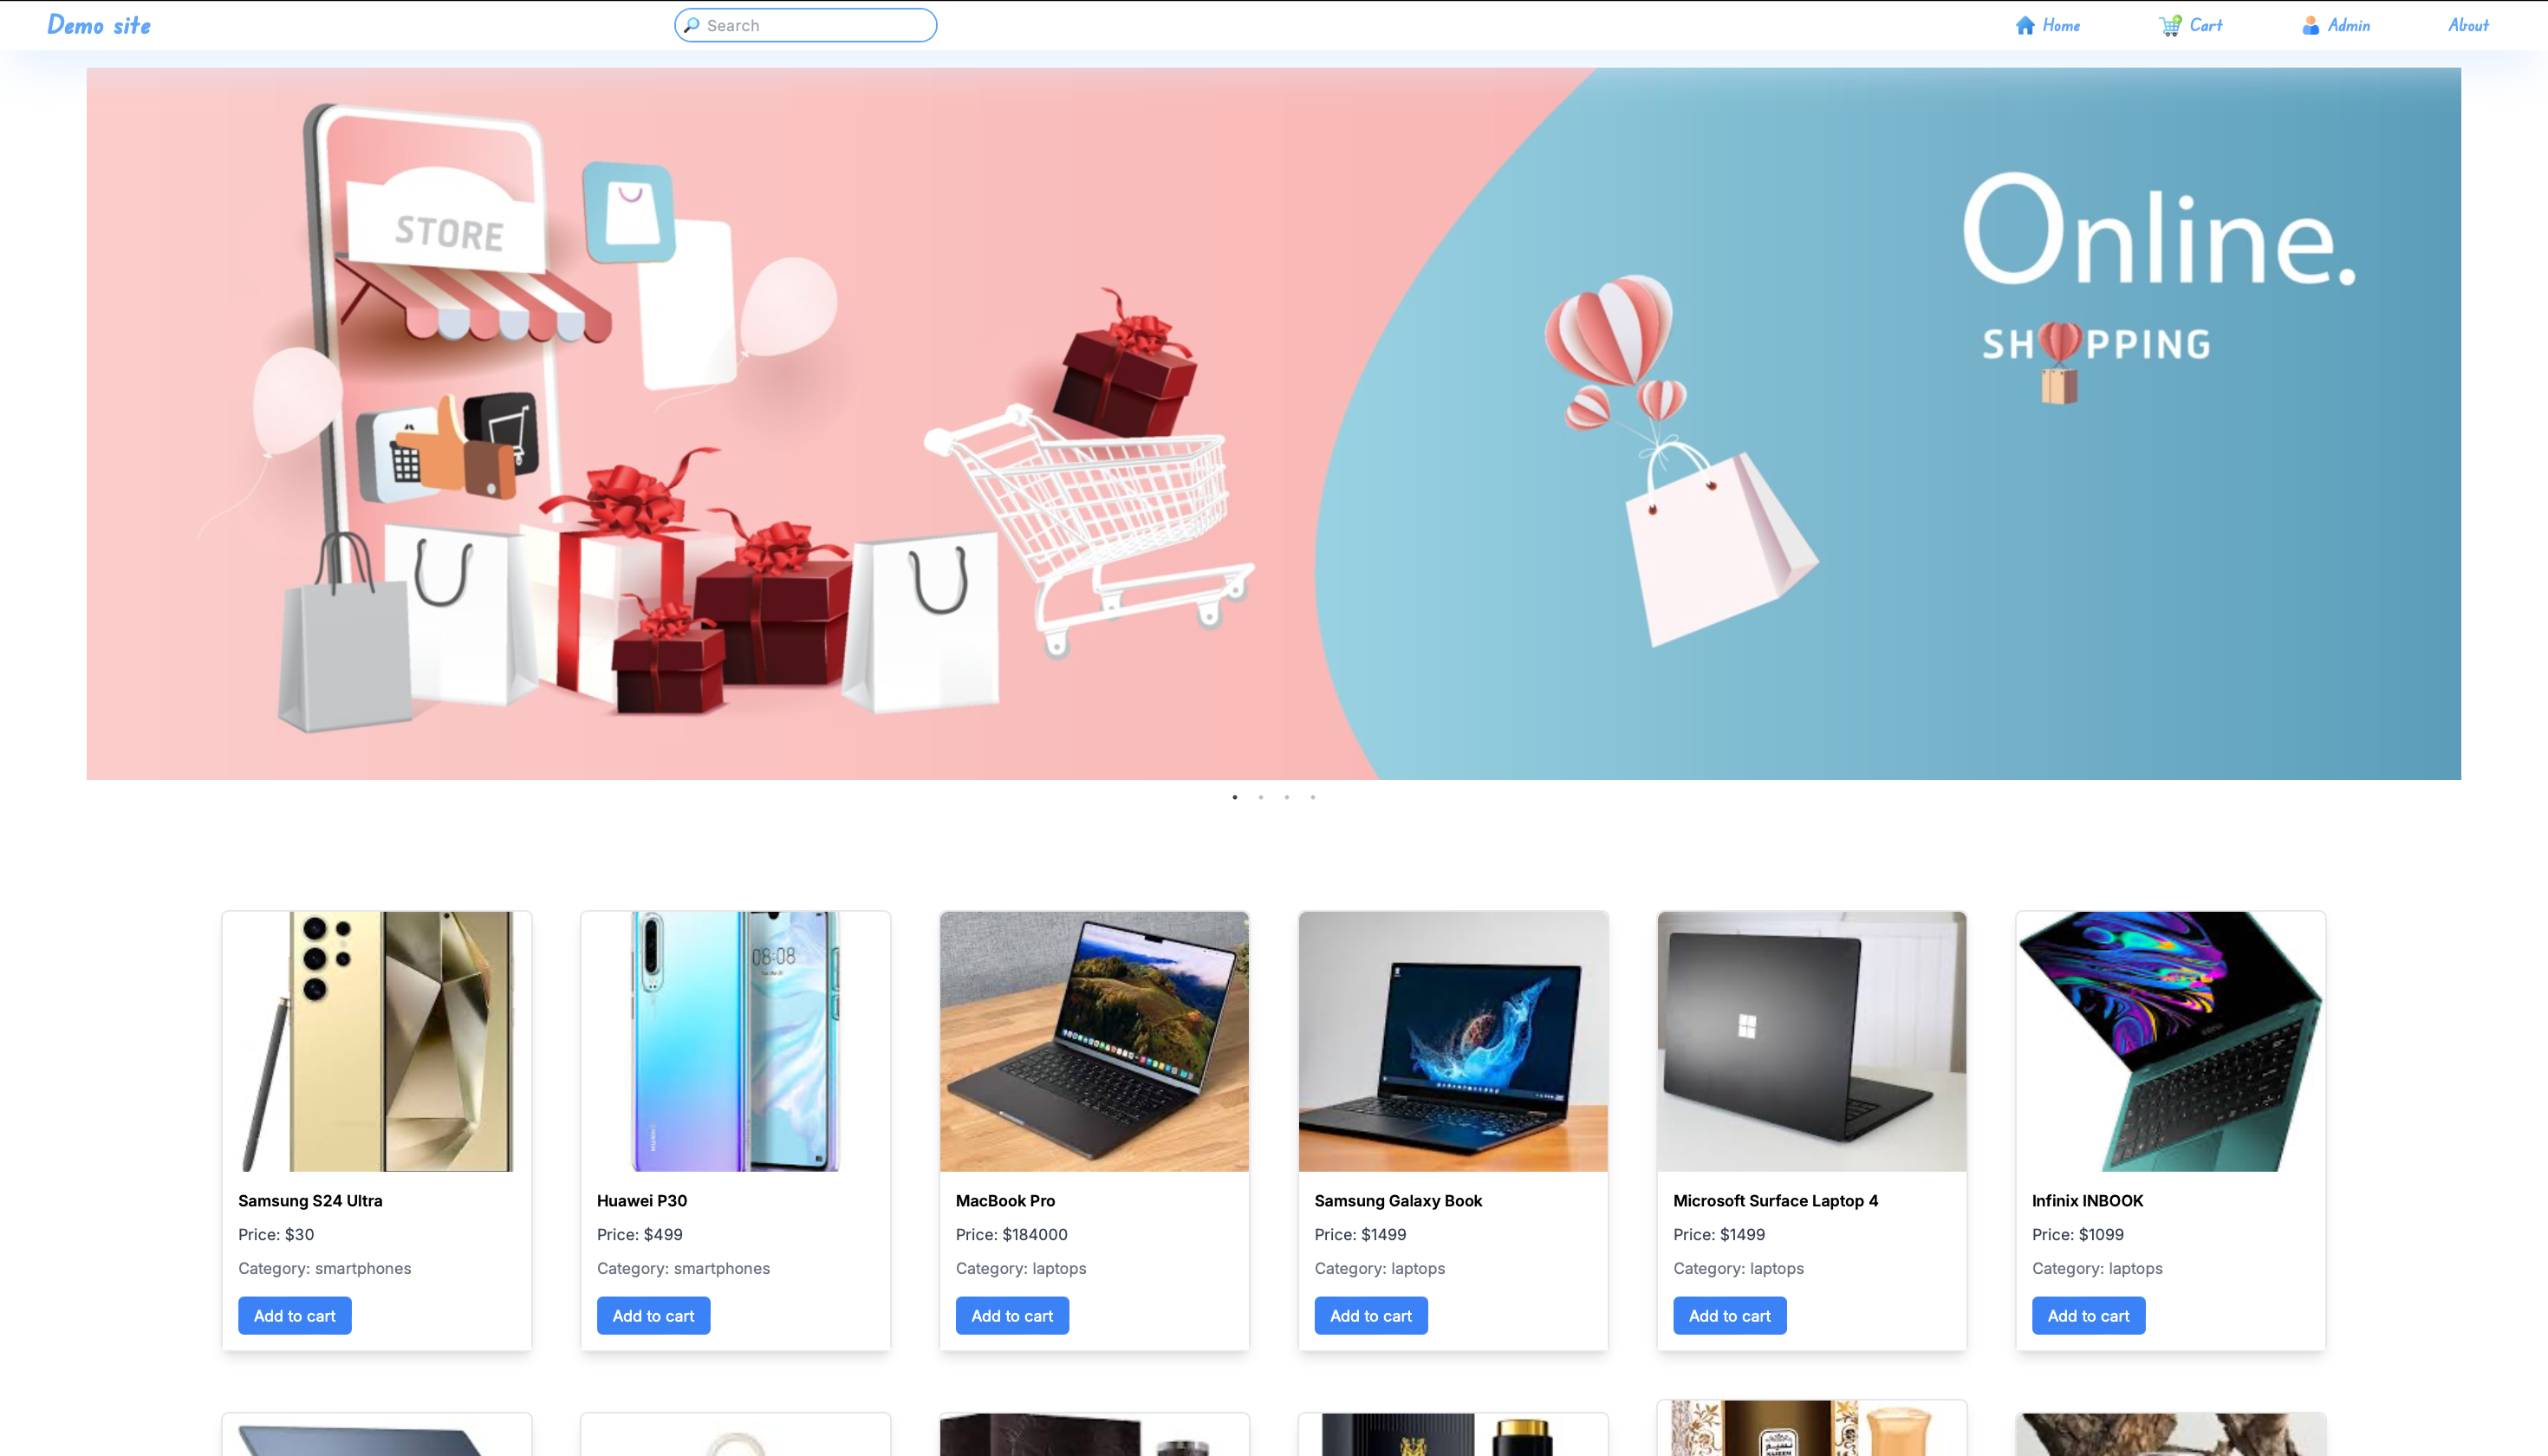 Demo site
Search
Home
Cart
Admin
About
STORE
Online.
SHOPPING
08:08
Samsung S24 Ultra
Price: $30
Category: smartphones
Add to cart
Huawei P30
Price: $499
Category: smartphones
Add to cart
MacBook Pro
Price: $184000
Category: laptops
Add to cart
Samsung Galaxy Book
Price: $1499
Category: laptops
Add to cart
Microsoft Surface Laptop 4
Price: $1499
Category: laptops
Add to cart
Infinix INBOOK
Price: $1099
Category: laptops
Add to cart